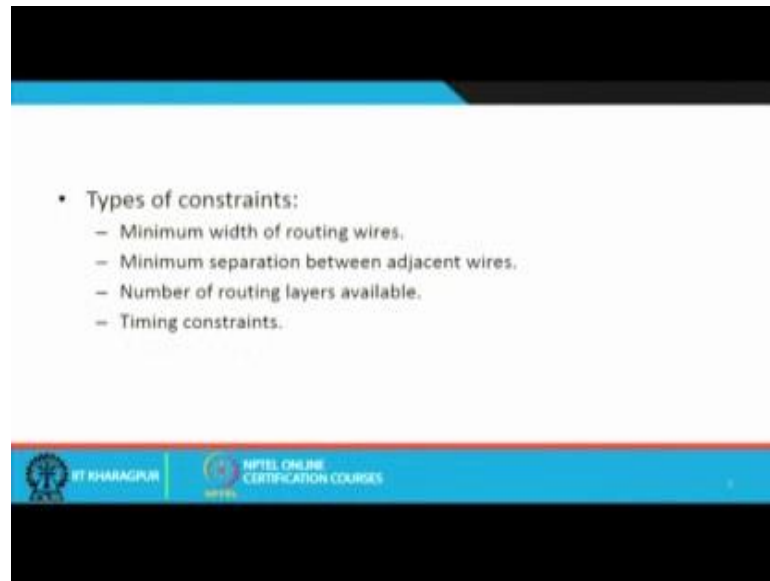 • Types of constraints:
– Minimum width of routing wires.
– Minimum separation between adjacent wires.
– Number of routing layers available.
– Timing constraints.
IIT KHARAGPUR
NPTEL ONLINE
CERTIFICATION COURSES
NPTEL